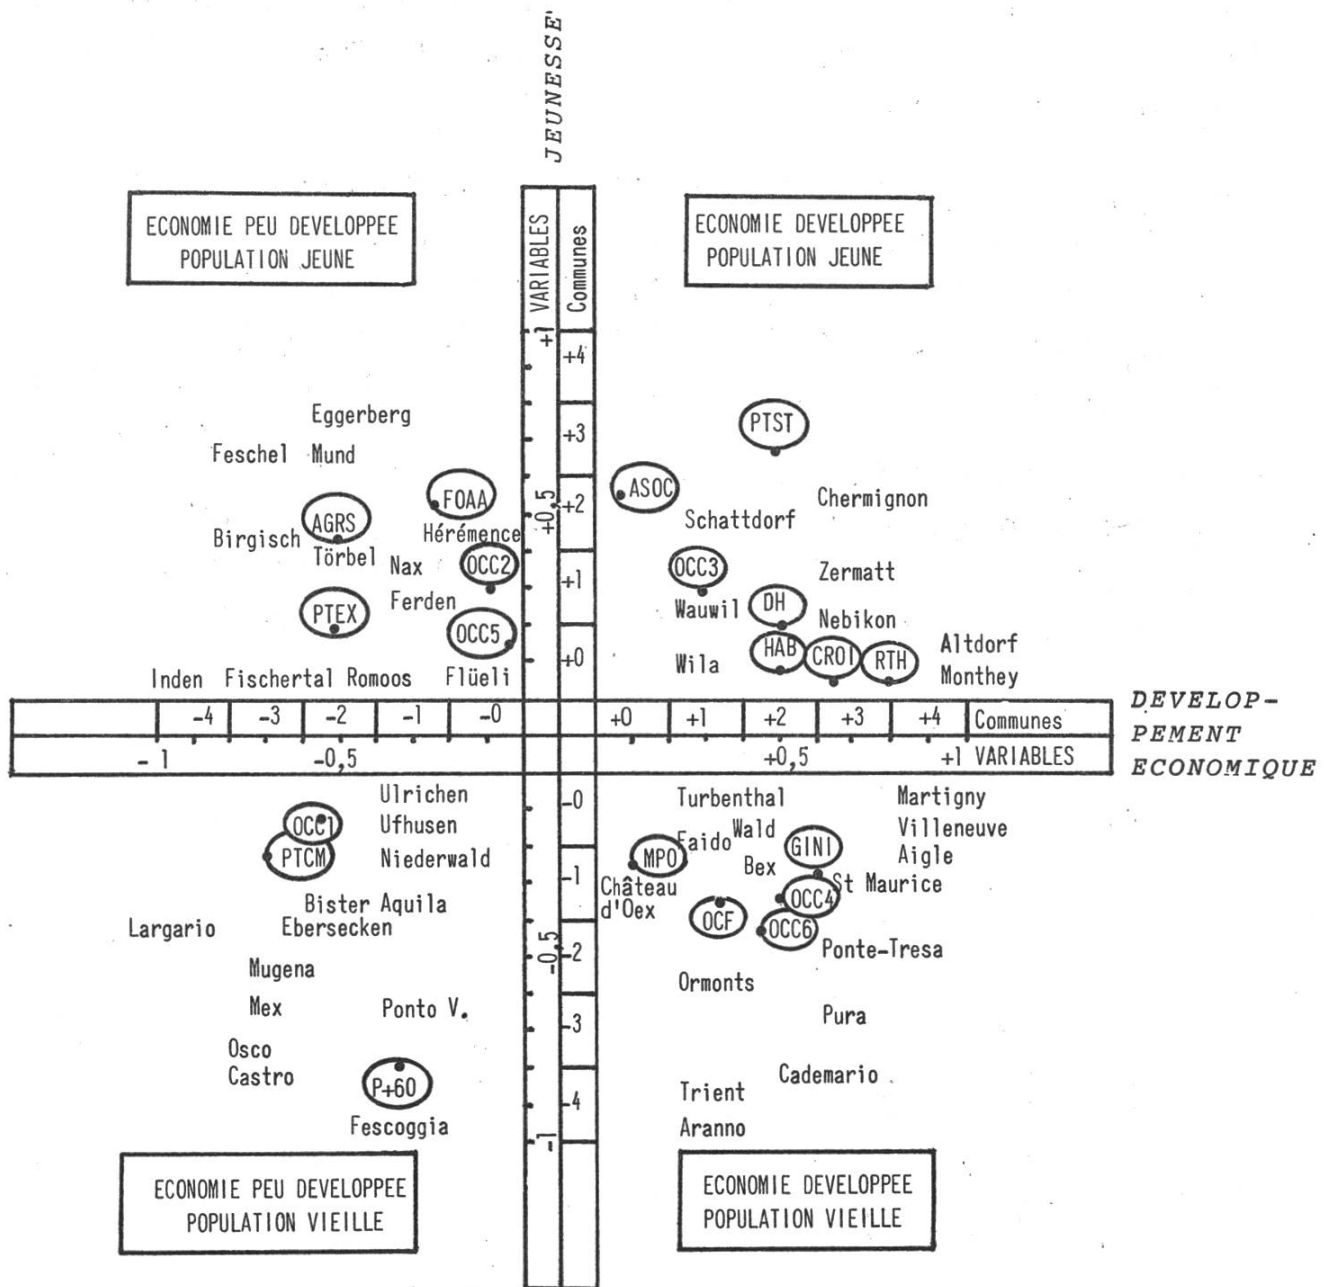 JEUNESSE
ECONOMIE PEU DEVELOPPEE
POPULATION JEUNE
ECONOMIE DEVELOPPEE
POPULATION JEUNE
VARIABLES
Communes
+1
+4
Eggerberg
PTST
+3
Feschel Mund
FOAA
+0,5
+2
ASOC
Chermignon
AGRS
Schattdorf
Birgisch
Hérémence
Törbel
Nax
OCC2
+1
OCC3
Zermatt
Ferden
PTEX
Wauwil
DH
Nebikon
OCC5
+0
Wila
HAB
CROI
RTH
Altdorf
Monthey
Inden Fischertal Romoos Flüeli
-4 -3 -2 -1 -0
+0 +1 +2 +3 +4 Communes
-1 -0,5
+0,5 +1 VARIABLES
DEVELOP-
PEMENT
ECONOMIQUE
Ulrichen
-0
Turbenthal
Martigny
OCC1
Ufhusen
Wald
Villeneuve
Faido
GINI
PTCM
Niederwald
MPO
Aigle
Bex
-1
Château
d'Oex
St Maurice
OCC4
Bister Aquila
OCF
Largario
Ebersecken
OCC6
-0,5
-2
Ponte-Tresa
Mugena
Ormonts
Mex
Ponto V.
Pura
-3
Osco
Castro
Cademario
P+60
-4
Trient
Fescoggia
Aranno
-1
ECONOMIE PEU DEVELOPPEE
POPULATION VIEILLE
ECONOMIE DEVELOPPEE
POPULATION VIEILLE